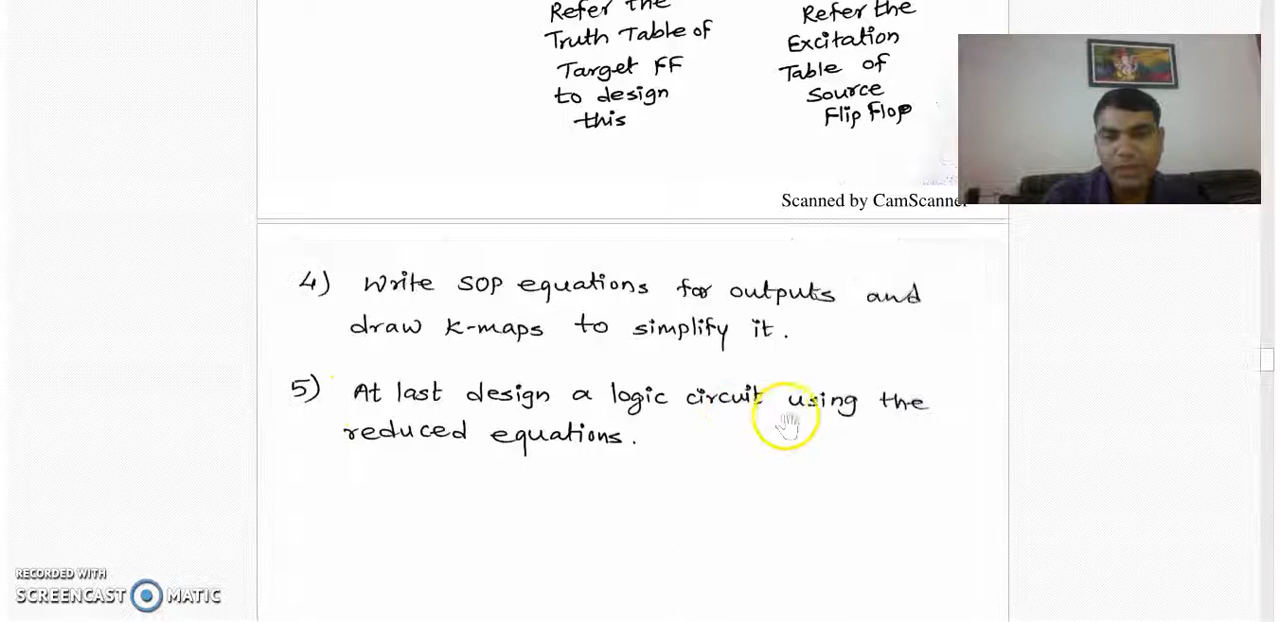 Refer the
Truth Table of
Target FF
to design
this
Refer the
Excitation
Table of
Source
Flip Flop
Scanned by CamScanner
4) Write SOP equations for outputs and
draw K-maps to simplify it.
5) At last design a logic circuit using the
reduced equations.
RECORDED WITH
SCREENCAST MATIC